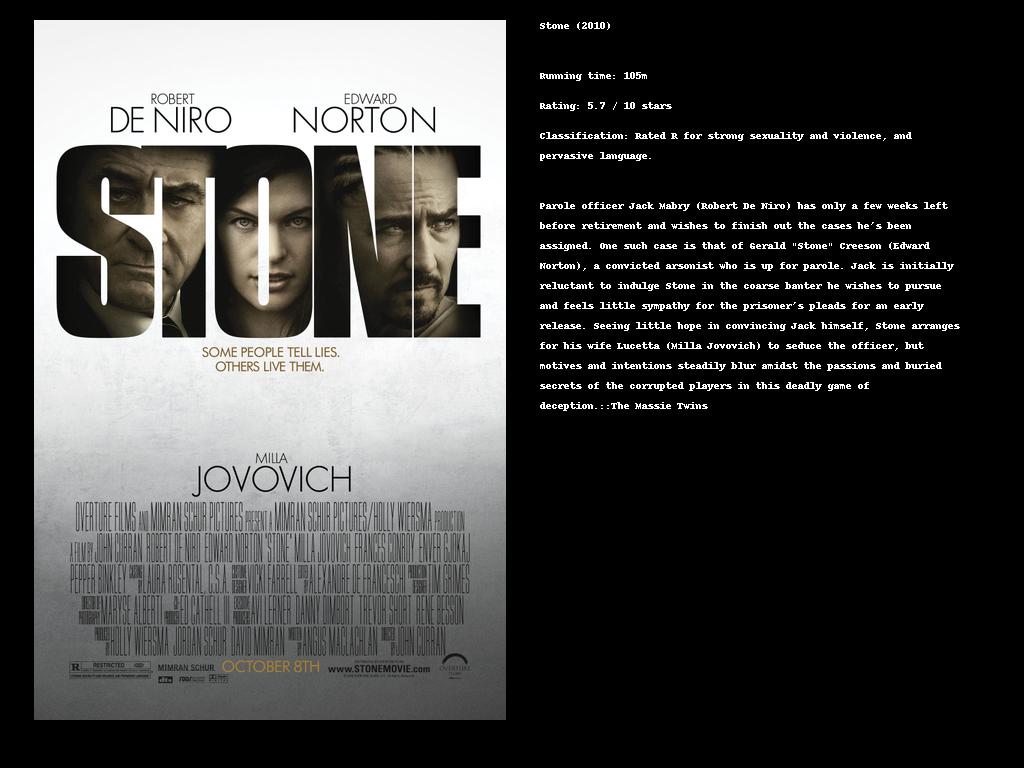 ROBERT
DE NIRO
EDWARD
NORTON
STONE
SOME PEOPLE TELL LIES.
OTHERS LIVE THEM.
MILLA
JOVOVICH
OVERTURE FILMS AND MIMRAN SCHUR PICTURES PRESENT A MIMRAN SCHUR PICTURES/HOLLY WIERSMA PRODUCTION
A FILM BY JOHN CURRAN ROBERT DE NIRO EDWARD NORTON "STONE" MILLA JOVOVICH FRANCES CONROY ENVER GJOKAJ
PEPPER BINKLEY CASTING BY LAURA ROSENTHAL, C.S.A. COSTUME DESIGNER VICKI FARRELL EDITED BY ALEXANDRE DE FRANCESCHI PRODUCTION DESIGNER TIM GRIMES
DIRECTOR OF PHOTOGRAPHY MARYSE ALBERTI ED CATHELL III EXECUTIVE PRODUCERS AVI LERNER DANNY DIMBORT TREVOR SHORT RENE BESSON
PRODUCED BY HOLLY WIERSMA JORDAN SCHUR DAVID MIMRAN WRITTEN BY ANGUS MACLACHLAN DIRECTED BY JOHN CURRAN
R RESTRICTED MIMRAN SCHUR OCTOBER 8TH www.STONEMOVIE.com OVERTURE FILMS
dts
Stone (2010)
Running time: 105m
Rating: 5.7 / 10 stars
Classification: Rated R for strong sexuality and violence, and
pervasive language.
Parole officer Jack Mabry (Robert De Niro) has only a few weeks left
before retirement and wishes to finish out the cases he's been
assigned. One such case is that of Gerald "Stone" Creeson (Edward
Norton), a convicted arsonist who is up for parole. Jack is initially
reluctant to indulge Stone in the coarse banter he wishes to pursue
and feels little sympathy for the prisoner's pleads for an early
release. Seeing little hope in convincing Jack himself, Stone arranges
for his wife Lucetta (Milla Jovovich) to seduce the officer, but
motives and intentions steadily blur amidst the passions and buried
secrets of the corrupted players in this deadly game of
deception.::The Massie Twins